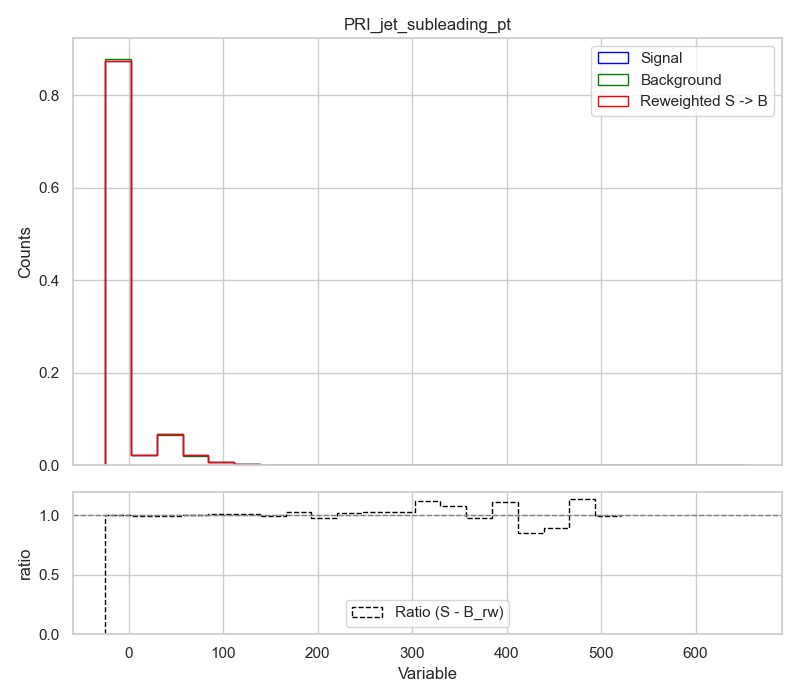 PRI_jet_subleading_pt
Signal
Background
Reweighted S -> B
0.8
0.6
0.4
0.2
0.0
Counts
1.0
0.5
0.0
ratio
Ratio (S - B_rw)
0 100 200 300 400 500 600
Variable